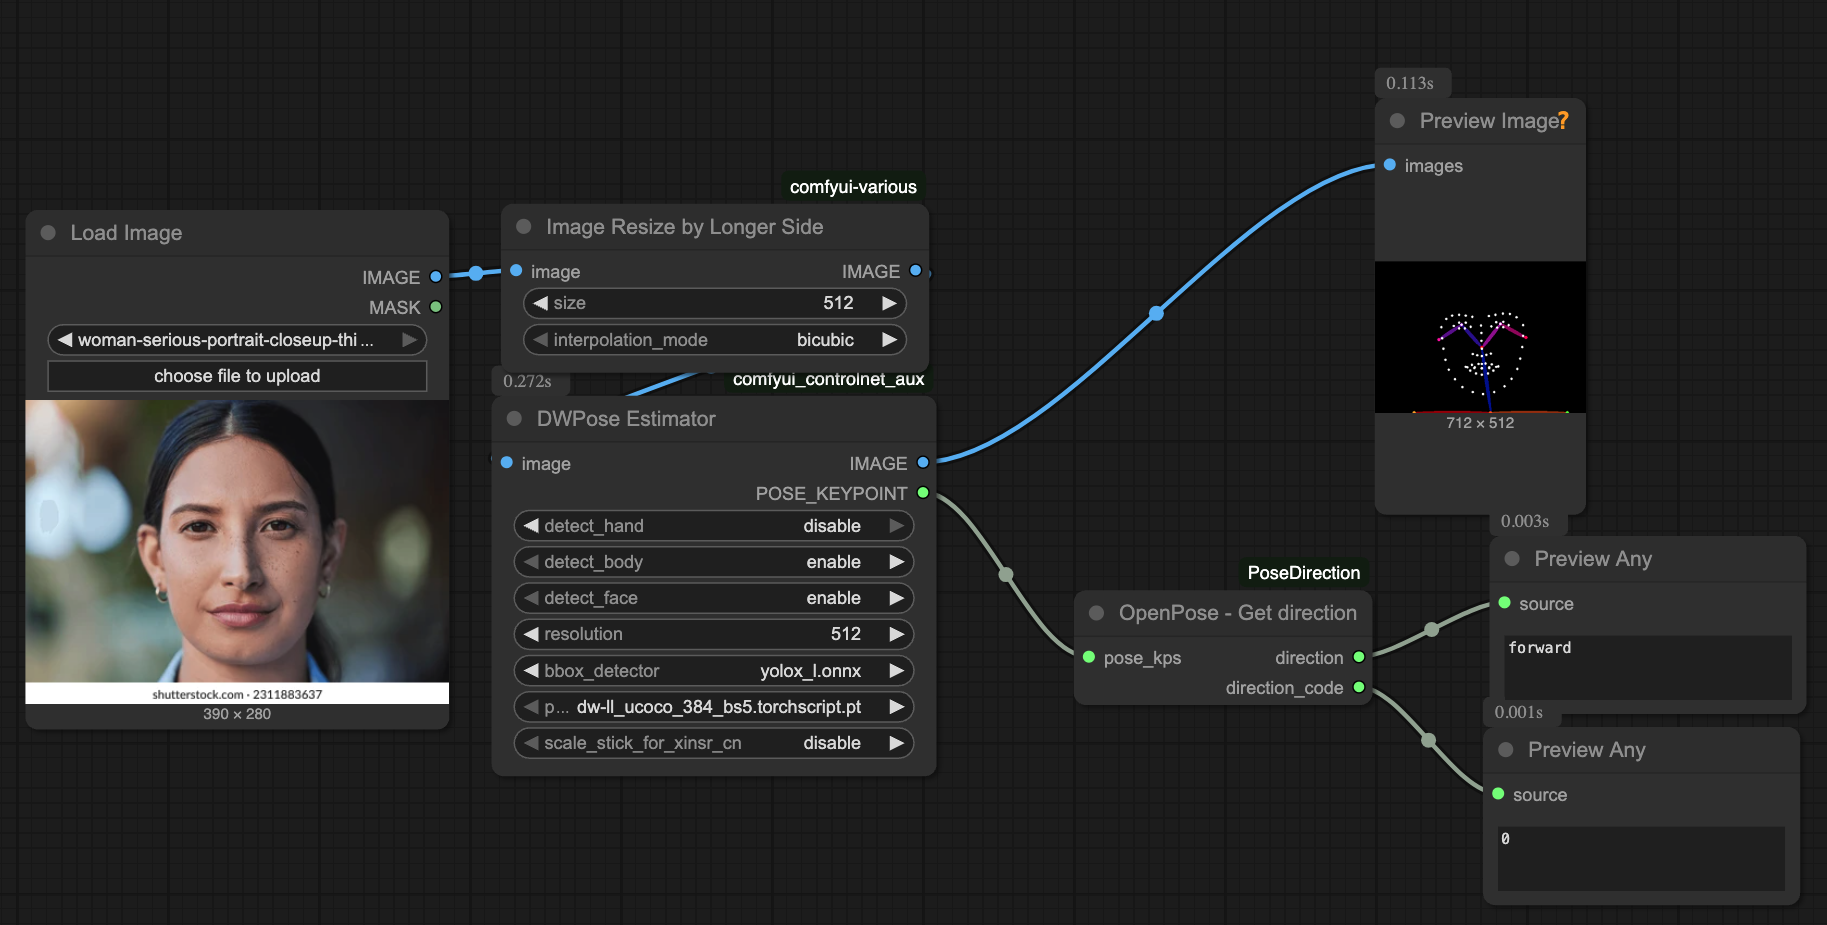 Load Image
IMAGE
MASK
woman-serious-portrait-closeup-thi ...
choose file to upload
shutterstock.com · 2311883637
390 × 280
comfyui-various
Image Resize by Longer Side
image IMAGE
size 512
interpolation_mode bicubic
0.272s
comfyui_controlnet_aux
DWPose Estimator
image IMAGE
POSE_KEYPOINT
detect_hand disable
detect_body enable
detect_face enable
resolution 512
bbox_detector yolox_l.onnx
p... dw-ll_ucoco_384_bs5.torchscript.pt
scale_stick_for_xinsr_cn disable
PoseDirection
OpenPose - Get direction
pose_kps direction
direction_code
0.113s
Preview Image?
images
712 × 512
0.003s
Preview Any
source
forward
0.001s
Preview Any
source
0